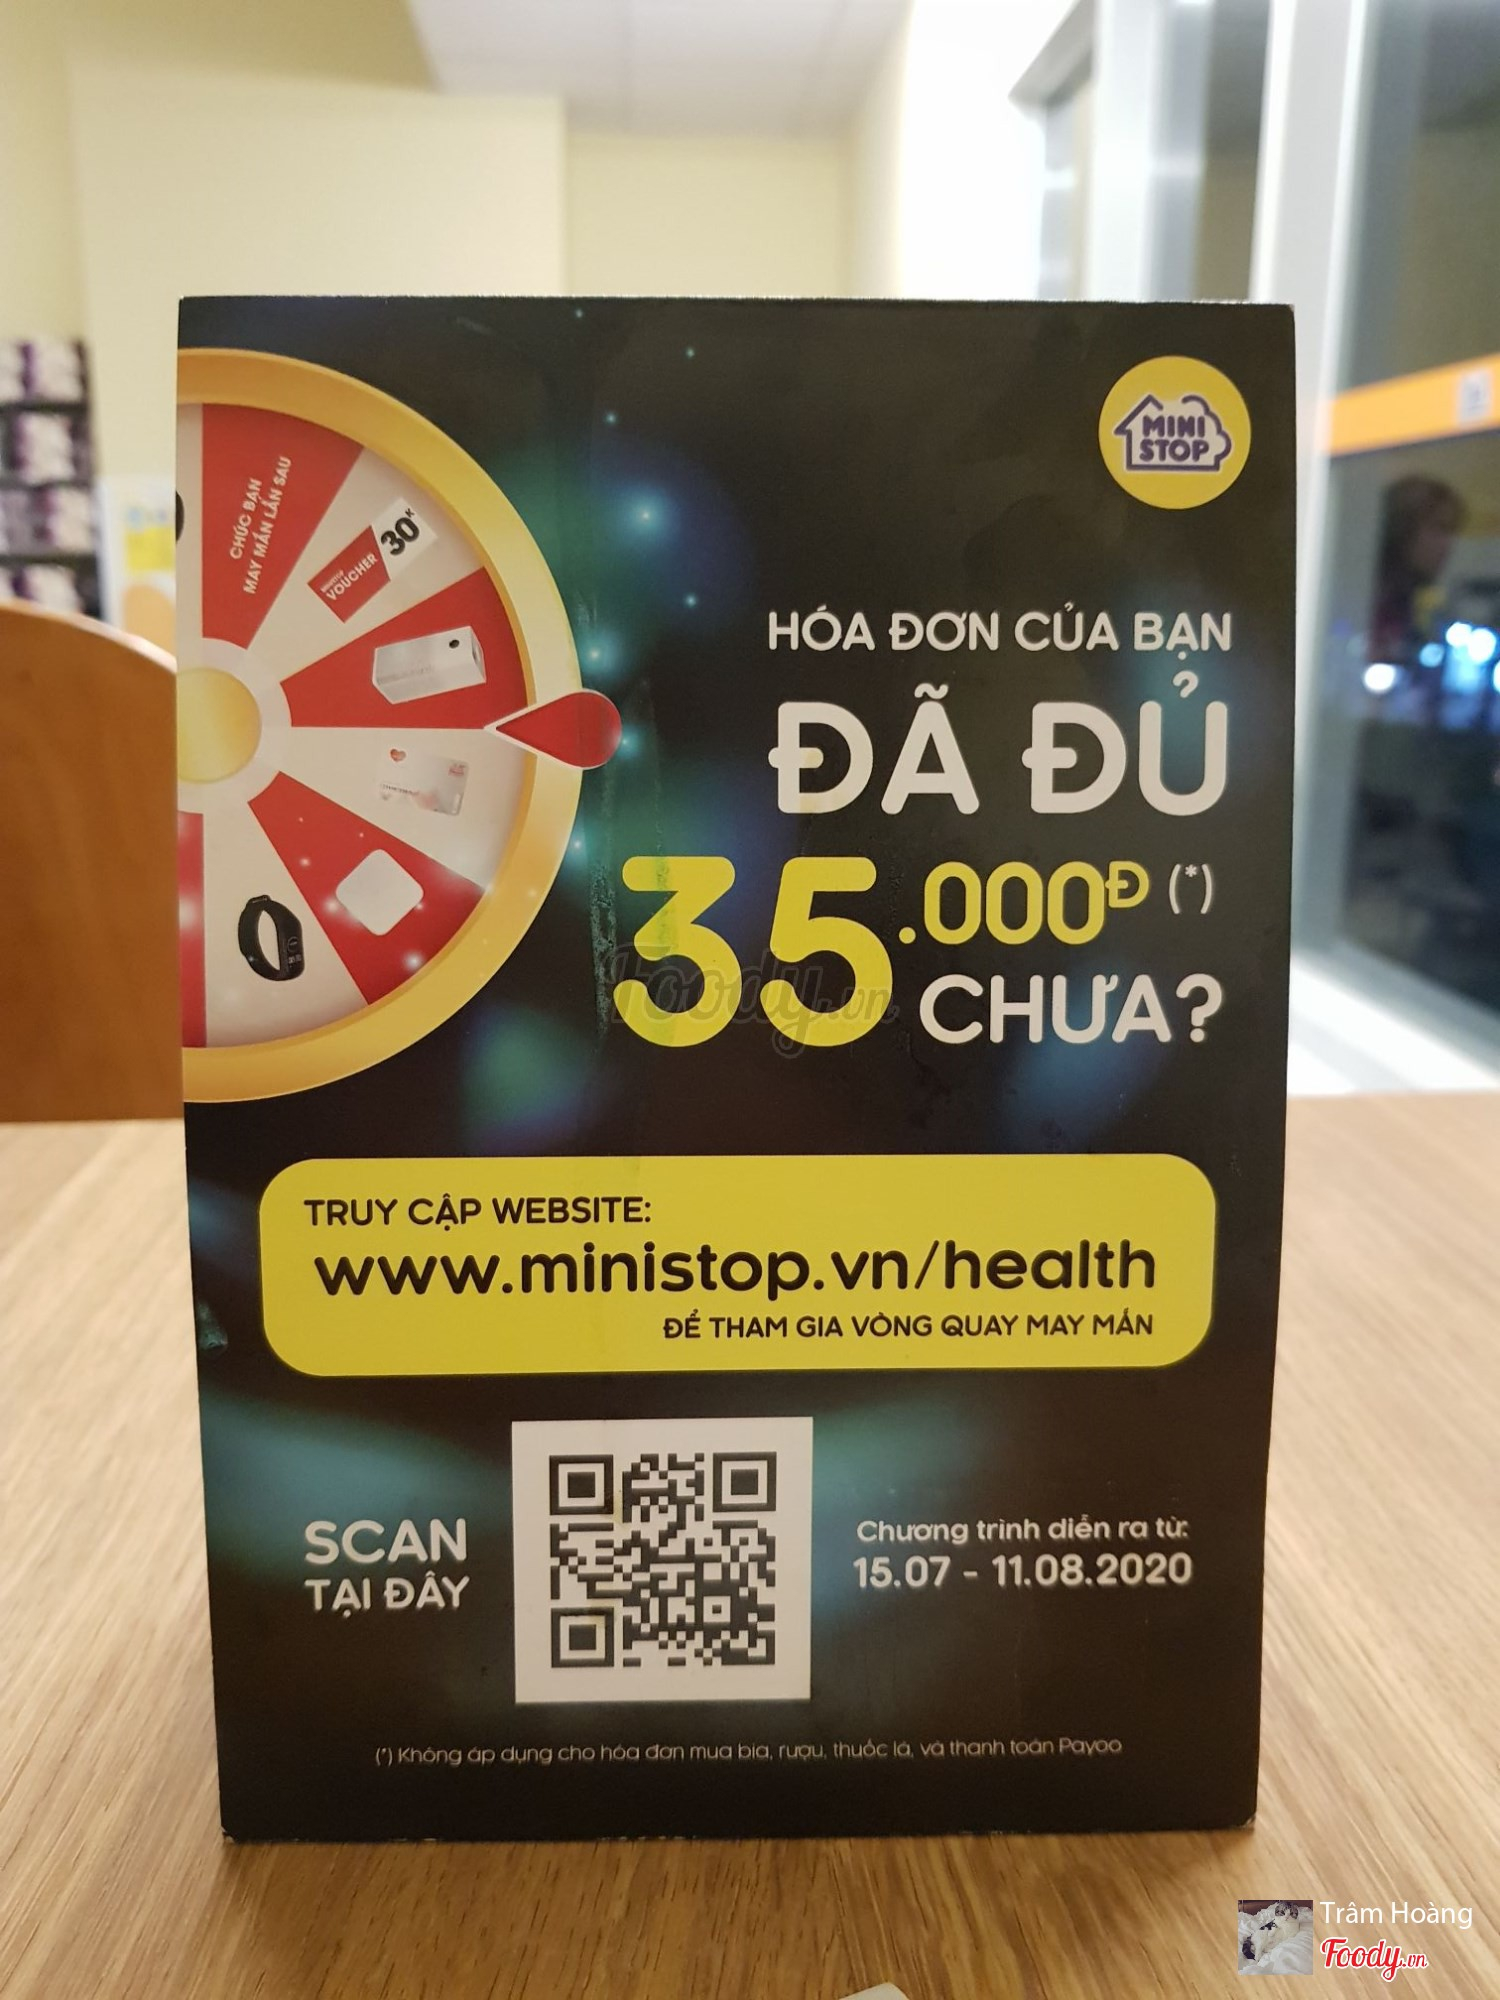 MINI
STOP
CHÚC BẠN
MAY MẮN LẦN SAU
VOUCHER
30K
HÓA ĐƠN CỦA BẠN
ĐÃ ĐỦ
35.000Đ (*)
CHƯA?
Foody.vn
TRUY CẬP WEBSITE:
www.ministop.vn/health
ĐỂ THAM GIA VÒNG QUAY MAY MẮN
SCAN
TẠI ĐÂY
Chương trình diễn ra từ:
15.07 - 11.08.2020
(*) Không áp dụng cho hóa đơn mua bia, rượu, thuốc lá, và thanh toán Payoo
Trâm Hoàng
Foody.vn